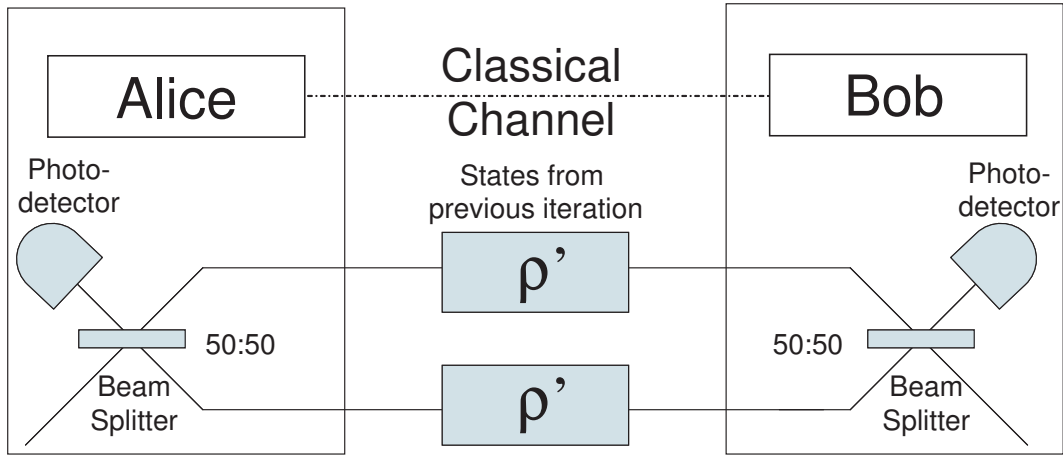 Alice
Classical
Channel
Bob
Photo-
detector
States from
previous iteration
Photo-
detector
ρ’
50:50
50:50
Beam
Splitter
ρ’
Beam
Splitter